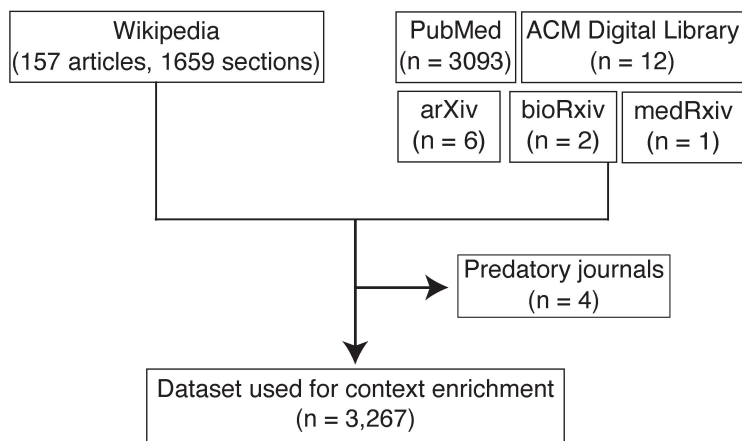 Wikipedia
(157 articles, 1659 sections)
PubMed
(n = 3093)
ACM Digital Library
(n = 12)
arXiv
(n = 6)
bioRxiv
(n = 2)
medRxiv
(n = 1)
Predatory journals
(n = 4)
Dataset used for context enrichment
(n = 3,267)